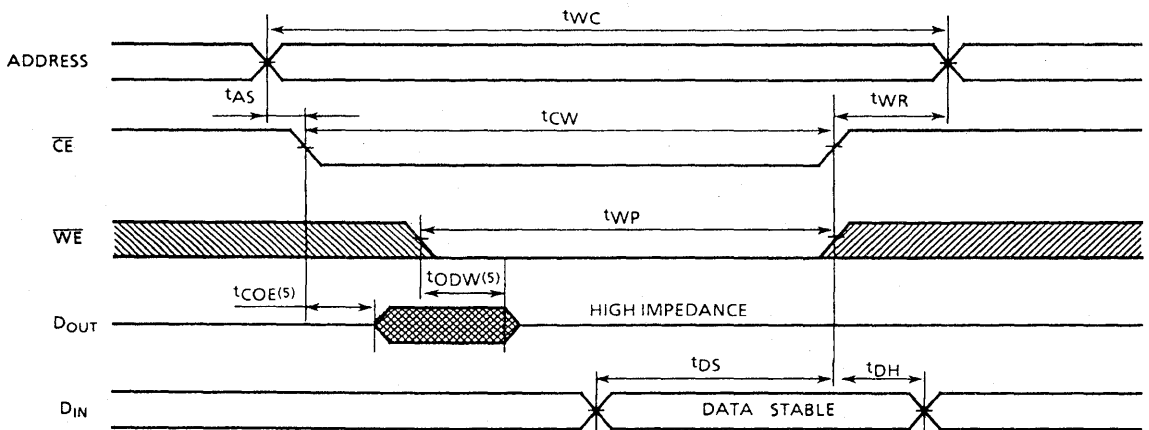 tWC
ADDRESS
tAS
tWR
tCW
CE
tWP
WE
tODW(5)
tCOE(5)
DOUT
HIGH IMPEDANCE
tDS
tDH
DIN
DATA STABLE